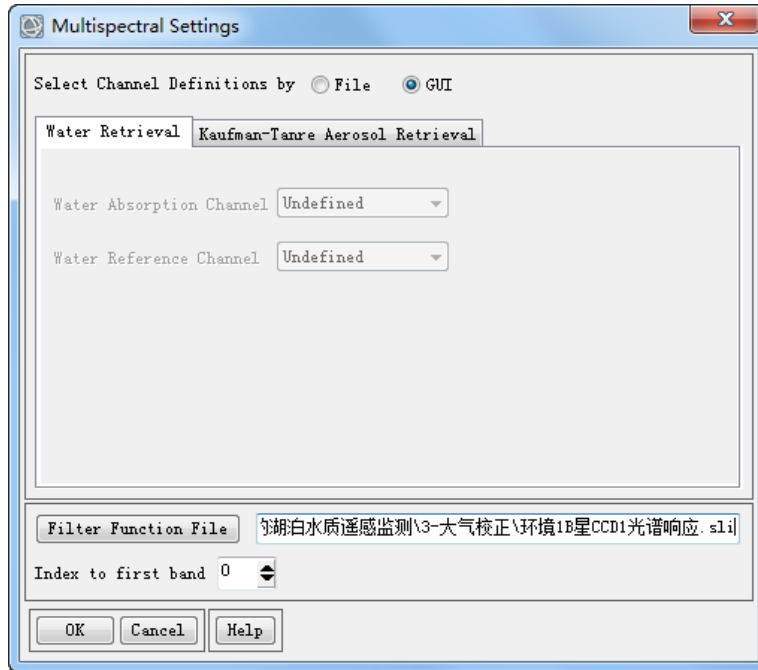 Multispectral Settings
Select Channel Definitions by File GUI
Water Retrieval Kaufman-Tanre Aerosol Retrieval
Water Absorption Channel Undefined
Water Reference Channel Undefined
Filter Function File 湖泊水质遥感监测\3-大气校正\环境1B星CCD1光谱响应.sli
Index to first band 0
OK Cancel Help